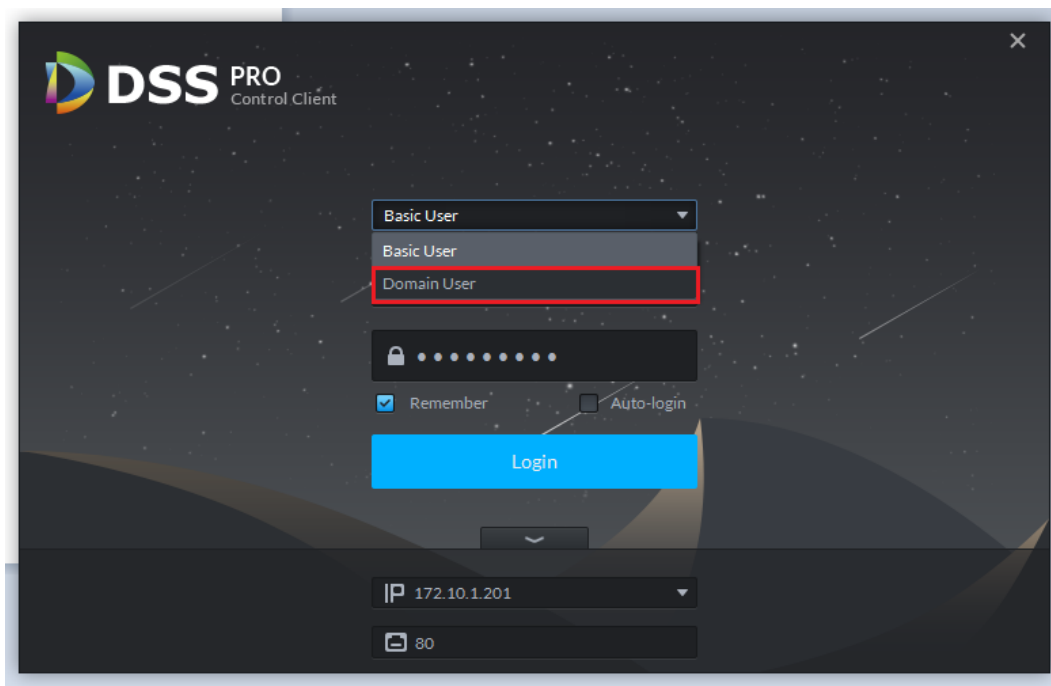 DSS PRO
Control Client
Basic User
Basic User
Domain User
Remember Auto-login
Login
IP 172.10.1.201
80